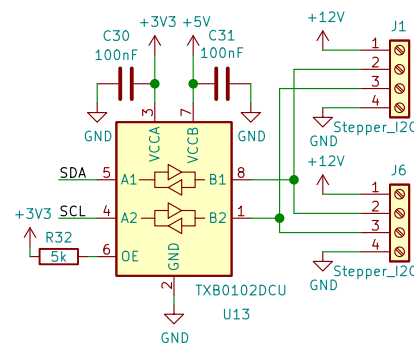 +12V
J1
C30
+3V3
+5V
C31
100nF
100nF
1
2
3
4
GND
GND
3
7
VCCA
VCCB
GND
Stepper_I2C
+12V
J6
SDA
5
A1
B1
8
1
SCL
4
A2
B2
1
2
+3V3
3
R32
5k
6
OE
GND
4
GND
Stepper_I2C
2
TXB0102DCU
GND
U13